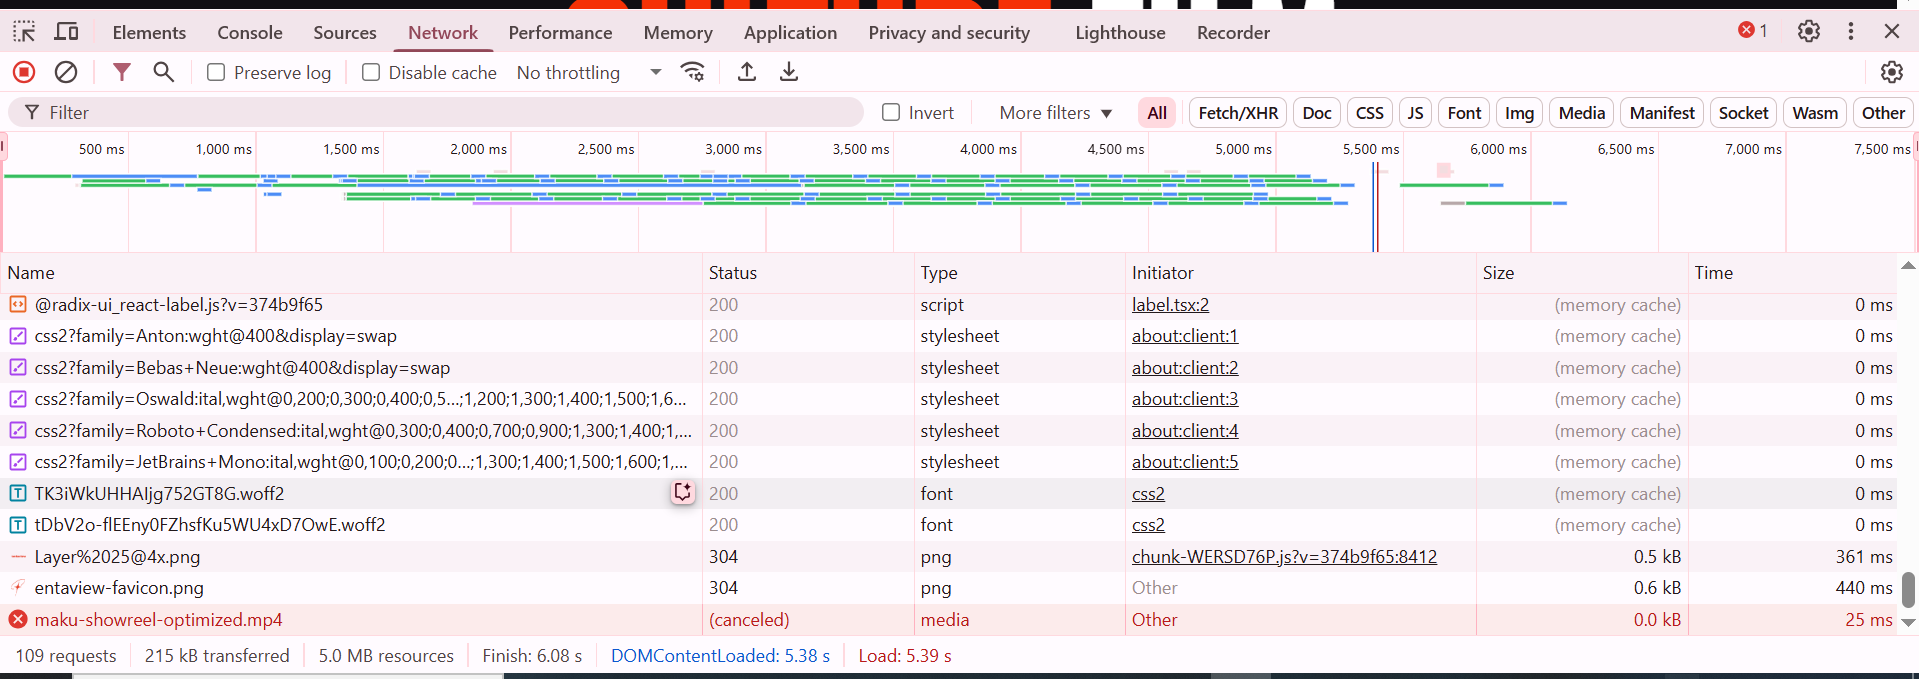 Elements Console Sources Network Performance Memory Application Privacy and security Lighthouse Recorder 1
Preserve log Disable cache No throttling
Filter Invert More filters All Fetch/XHR Doc CSS JS Font Img Media Manifest Socket Wasm Other
500 ms 1,000 ms 1,500 ms 2,000 ms 2,500 ms 3,000 ms 3,500 ms 4,000 ms 4,500 ms 5,000 ms 5,500 ms 6,000 ms 6,500 ms 7,000 ms 7,500 ms
Name Status Type Initiator Size Time
@radix-ui_react-label.js?v=374b9f65 200 script label.tsx:2 (memory cache) 0 ms
css2?family=Anton:wght@400&display=swap 200 stylesheet about:client:1 (memory cache) 0 ms
css2?family=Bebas+Neue:wght@400&display=swap 200 stylesheet about:client:2 (memory cache) 0 ms
css2?family=Oswald:ital,wght@0,200;0,300;0,400;0,5...;1,200;1,300;1,400;1,500;1,6... 200 stylesheet about:client:3 (memory cache) 0 ms
css2?family=Roboto+Condensed:ital,wght@0,300;0,400;0,700;0,900;1,300;1,400;1,... 200 stylesheet about:client:4 (memory cache) 0 ms
css2?family=JetBrains+Mono:ital,wght@0,100;0,200;0...;1,300;1,400;1,500;1,600;1,... 200 stylesheet about:client:5 (memory cache) 0 ms
TK3iWkUHHAIjg752GT8G.woff2 200 font css2 (memory cache) 0 ms
tDbV2o-flEEny0FZhsfKu5WU4xD7OwE.woff2 200 font css2 (memory cache) 0 ms
Layer%2025@4x.png 304 png chunk-WERSD76P.js?v=374b9f65:8412 0.5 kB 361 ms
entaview-favicon.png 304 png Other 0.6 kB 440 ms
maku-showreel-optimized.mp4 (canceled) media Other 0.0 kB 25 ms
109 requests 215 kB transferred 5.0 MB resources Finish: 6.08 s DOMContentLoaded: 5.38 s Load: 5.39 s